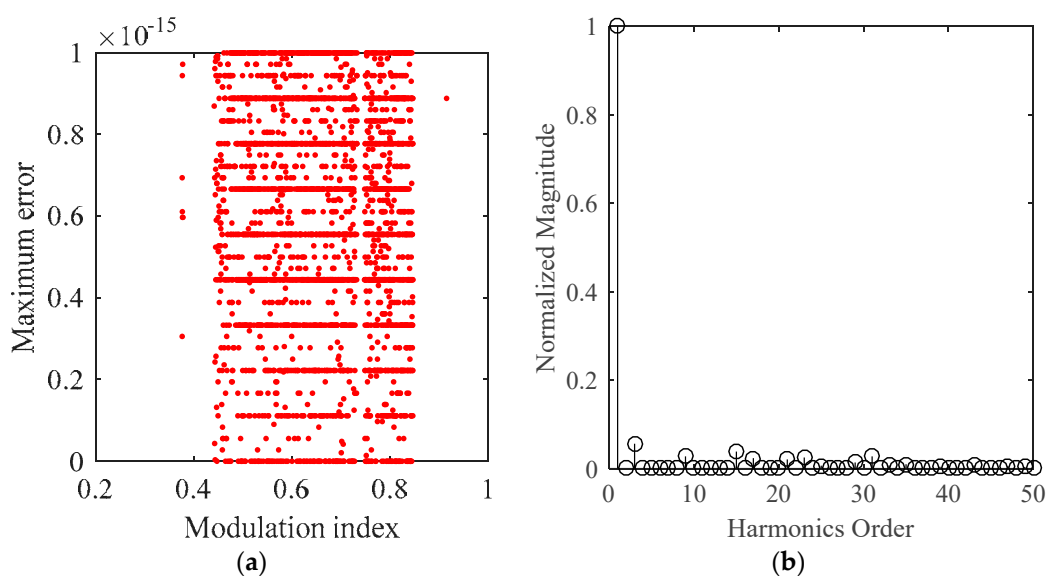 ×10^-15
1
0.8
0.6
0.4
0.2
0
0.2 0.4 0.6 0.8 1
Maximum error
Modulation index
(a)
1
0.8
0.6
0.4
0.2
0
0 10 20 30 40 50
Normalized Magnitude
Harmonics Order
(b)